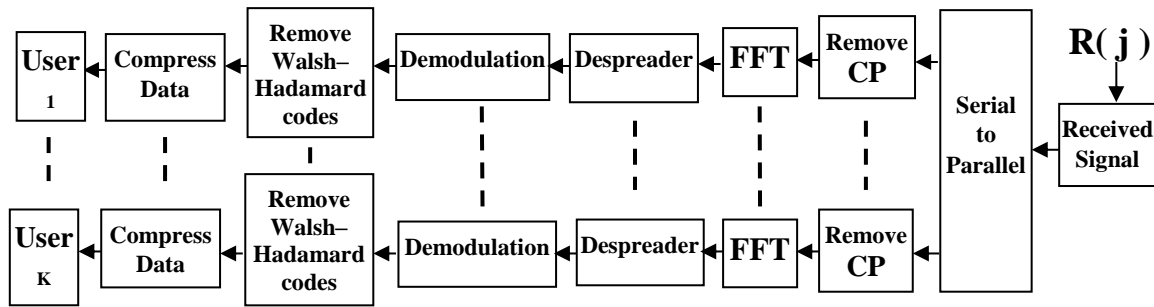 User
1
Compress
Data
Remove
Walsh–
Hadamard
codes
Demodulation
Despreader
FFT
Remove
CP
Serial
to
Parallel
R( j )
Received
Signal
User
K
Compress
Data
Remove
Walsh–
Hadamard
codes
Demodulation
Despreader
FFT
Remove
CP